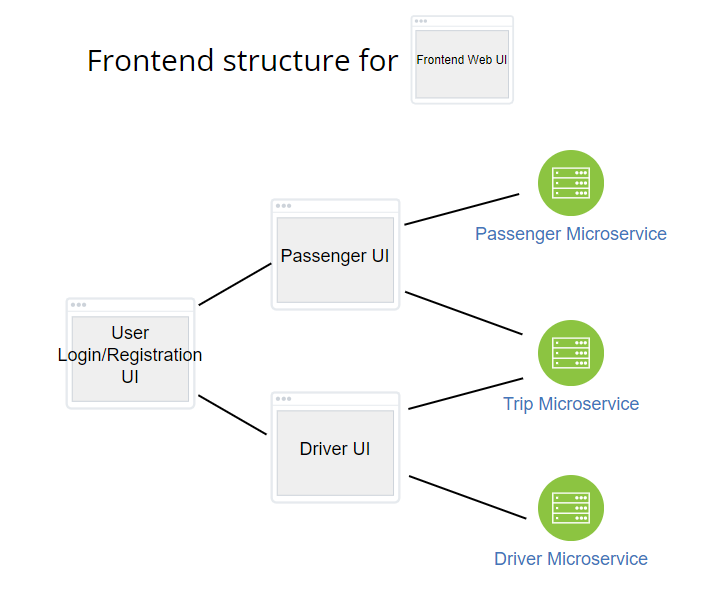 Frontend structure for
Frontend Web UI
Passenger Microservice
Passenger UI
User
Login/Registration
UI
Trip Microservice
Driver UI
Driver Microservice